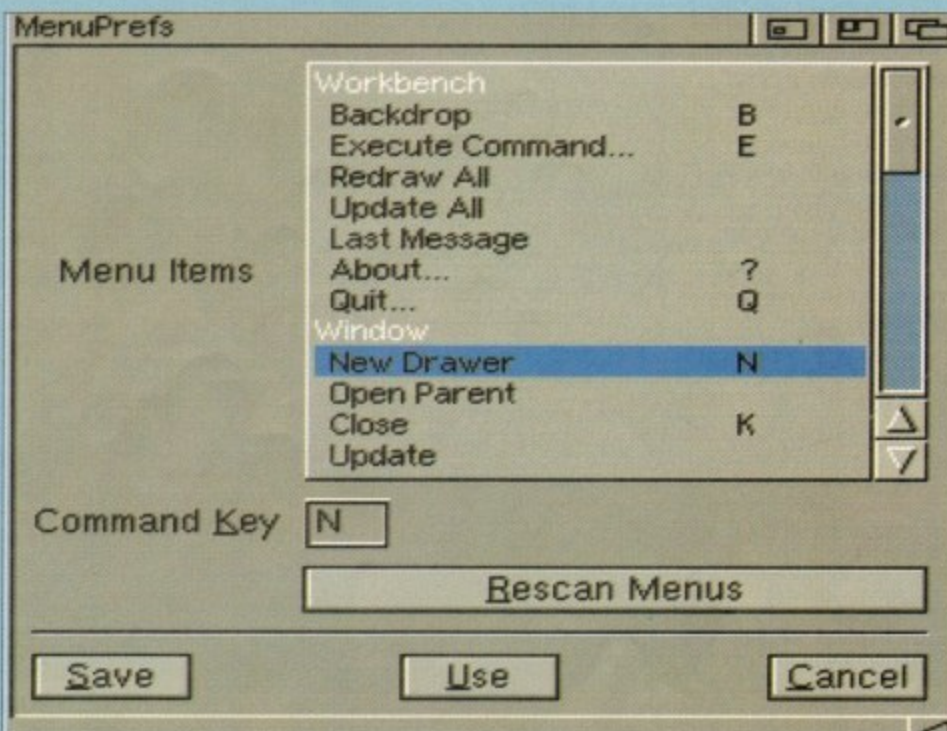 MenuPrefs
Workbench
Backdrop B
Execute Command... E
Redraw All
Update All
Last Message
About... ?
Quit... Q
Window
New Drawer N
Open Parent
Close K
Update
Menu Items
Command Key N
Rescan Menus
Save Use Cancel